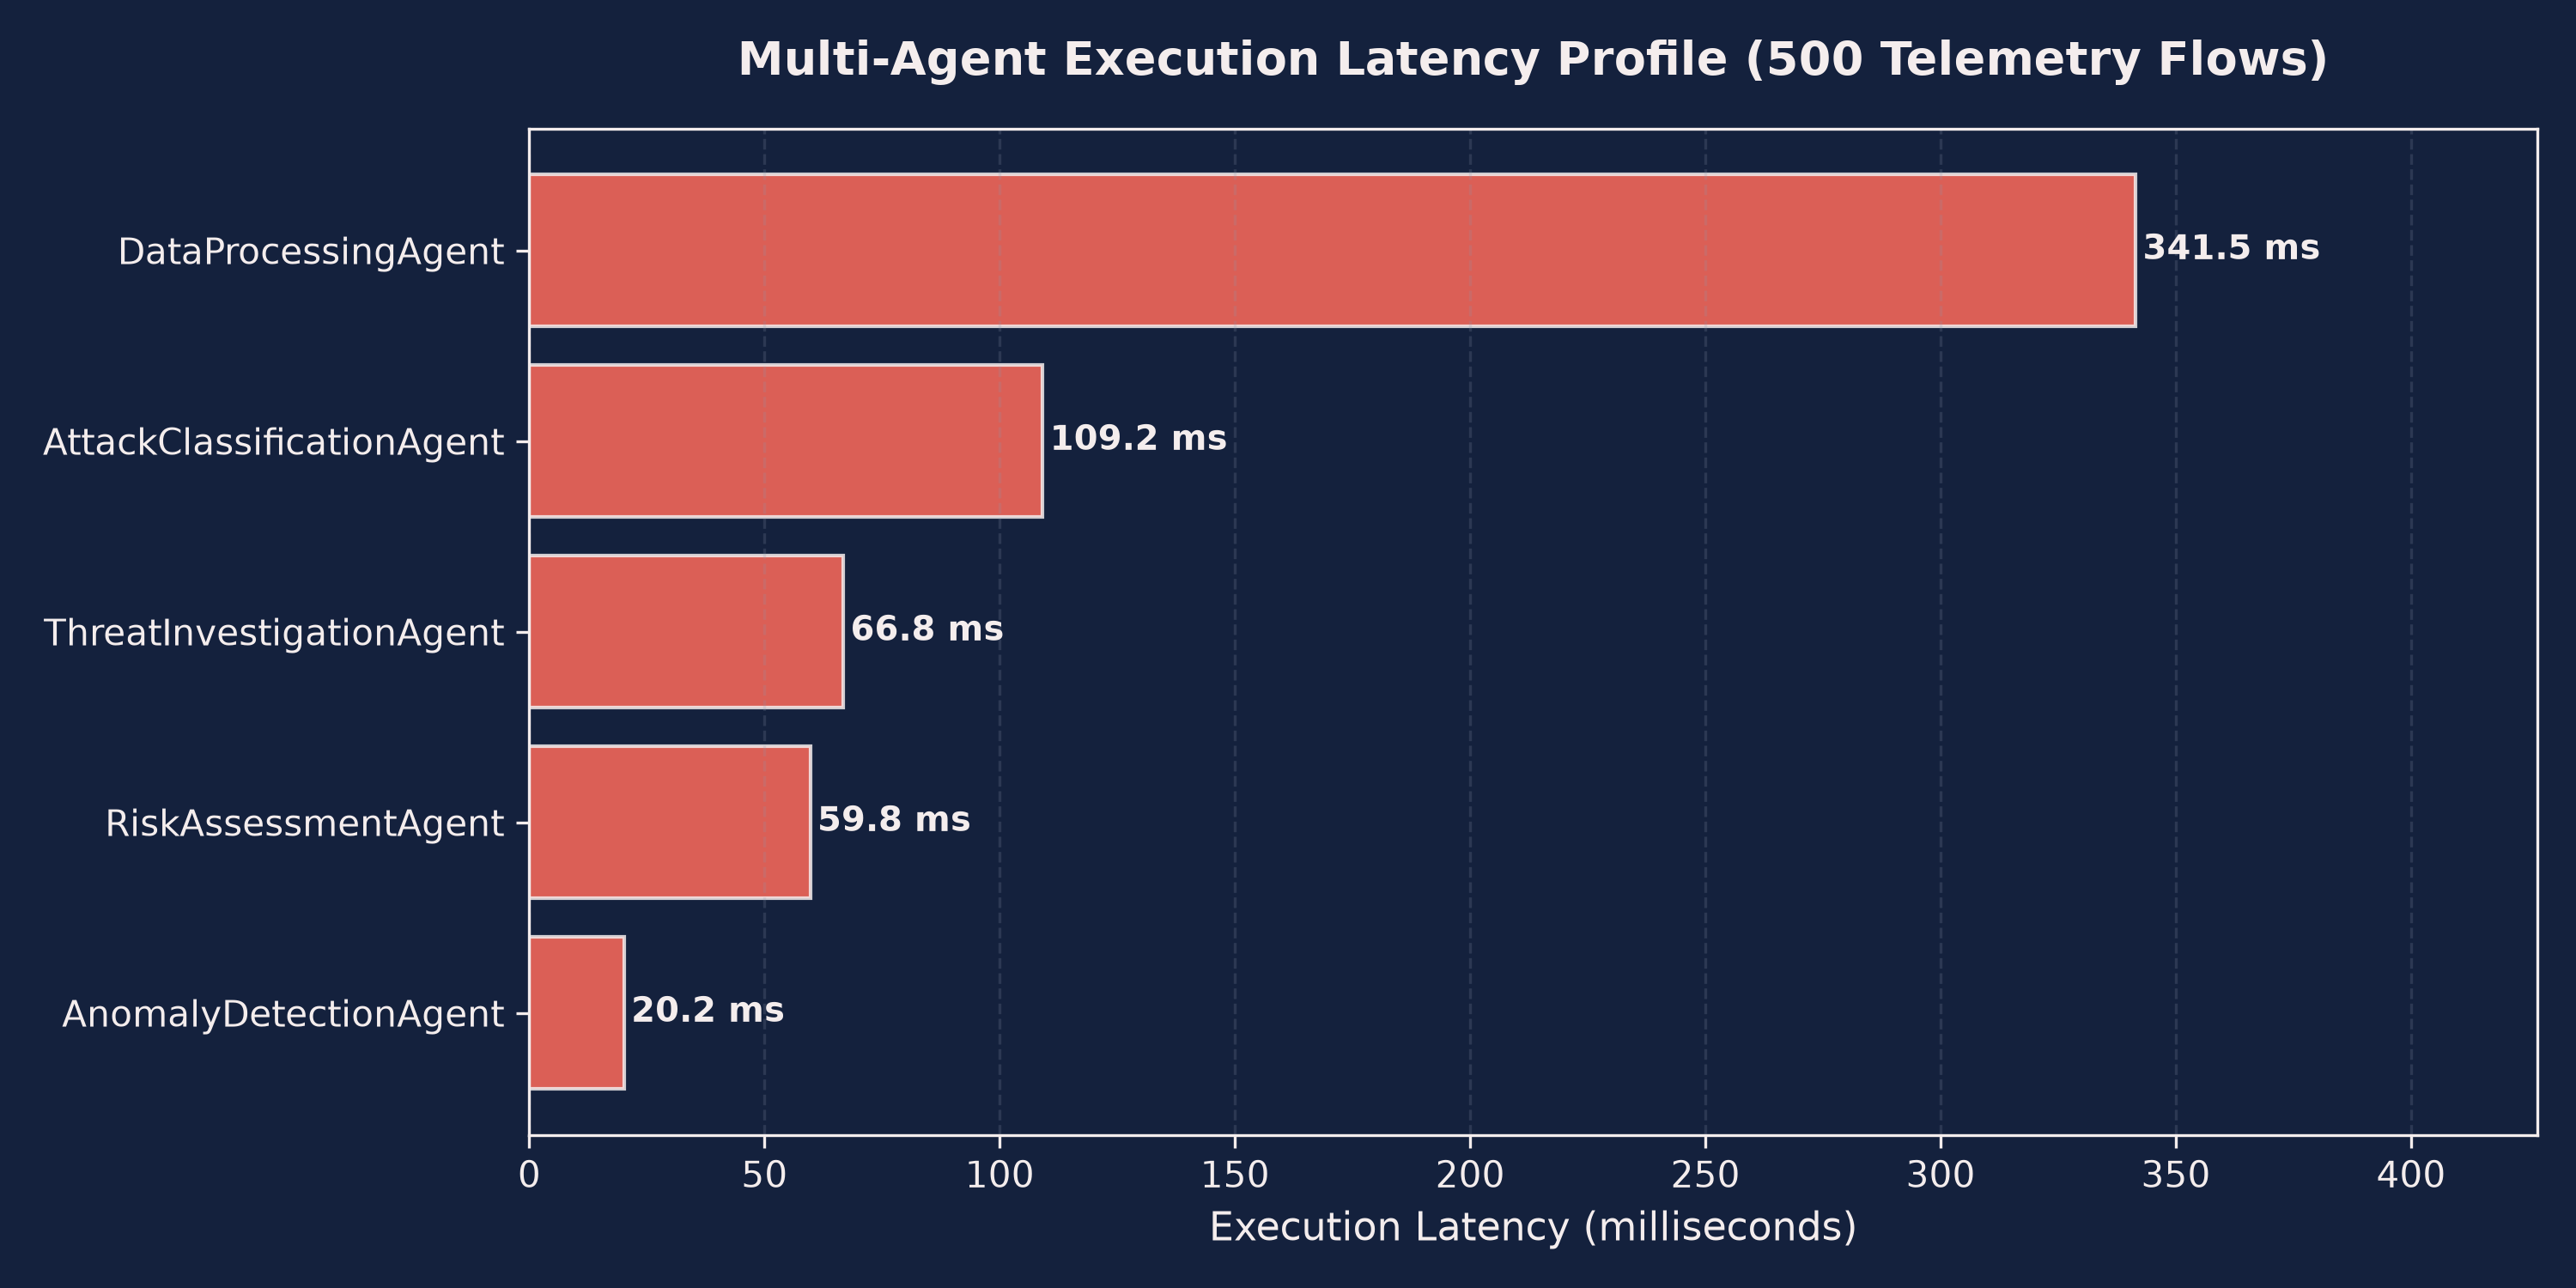 Multi-Agent Execution Latency Profile (500 Telemetry Flows)
DataProcessingAgent
341.5 ms
AttackClassificationAgent
109.2 ms
ThreatInvestigationAgent
66.8 ms
RiskAssessmentAgent
59.8 ms
AnomalyDetectionAgent
20.2 ms
0 50 100 150 200 250 300 350 400
Execution Latency (milliseconds)